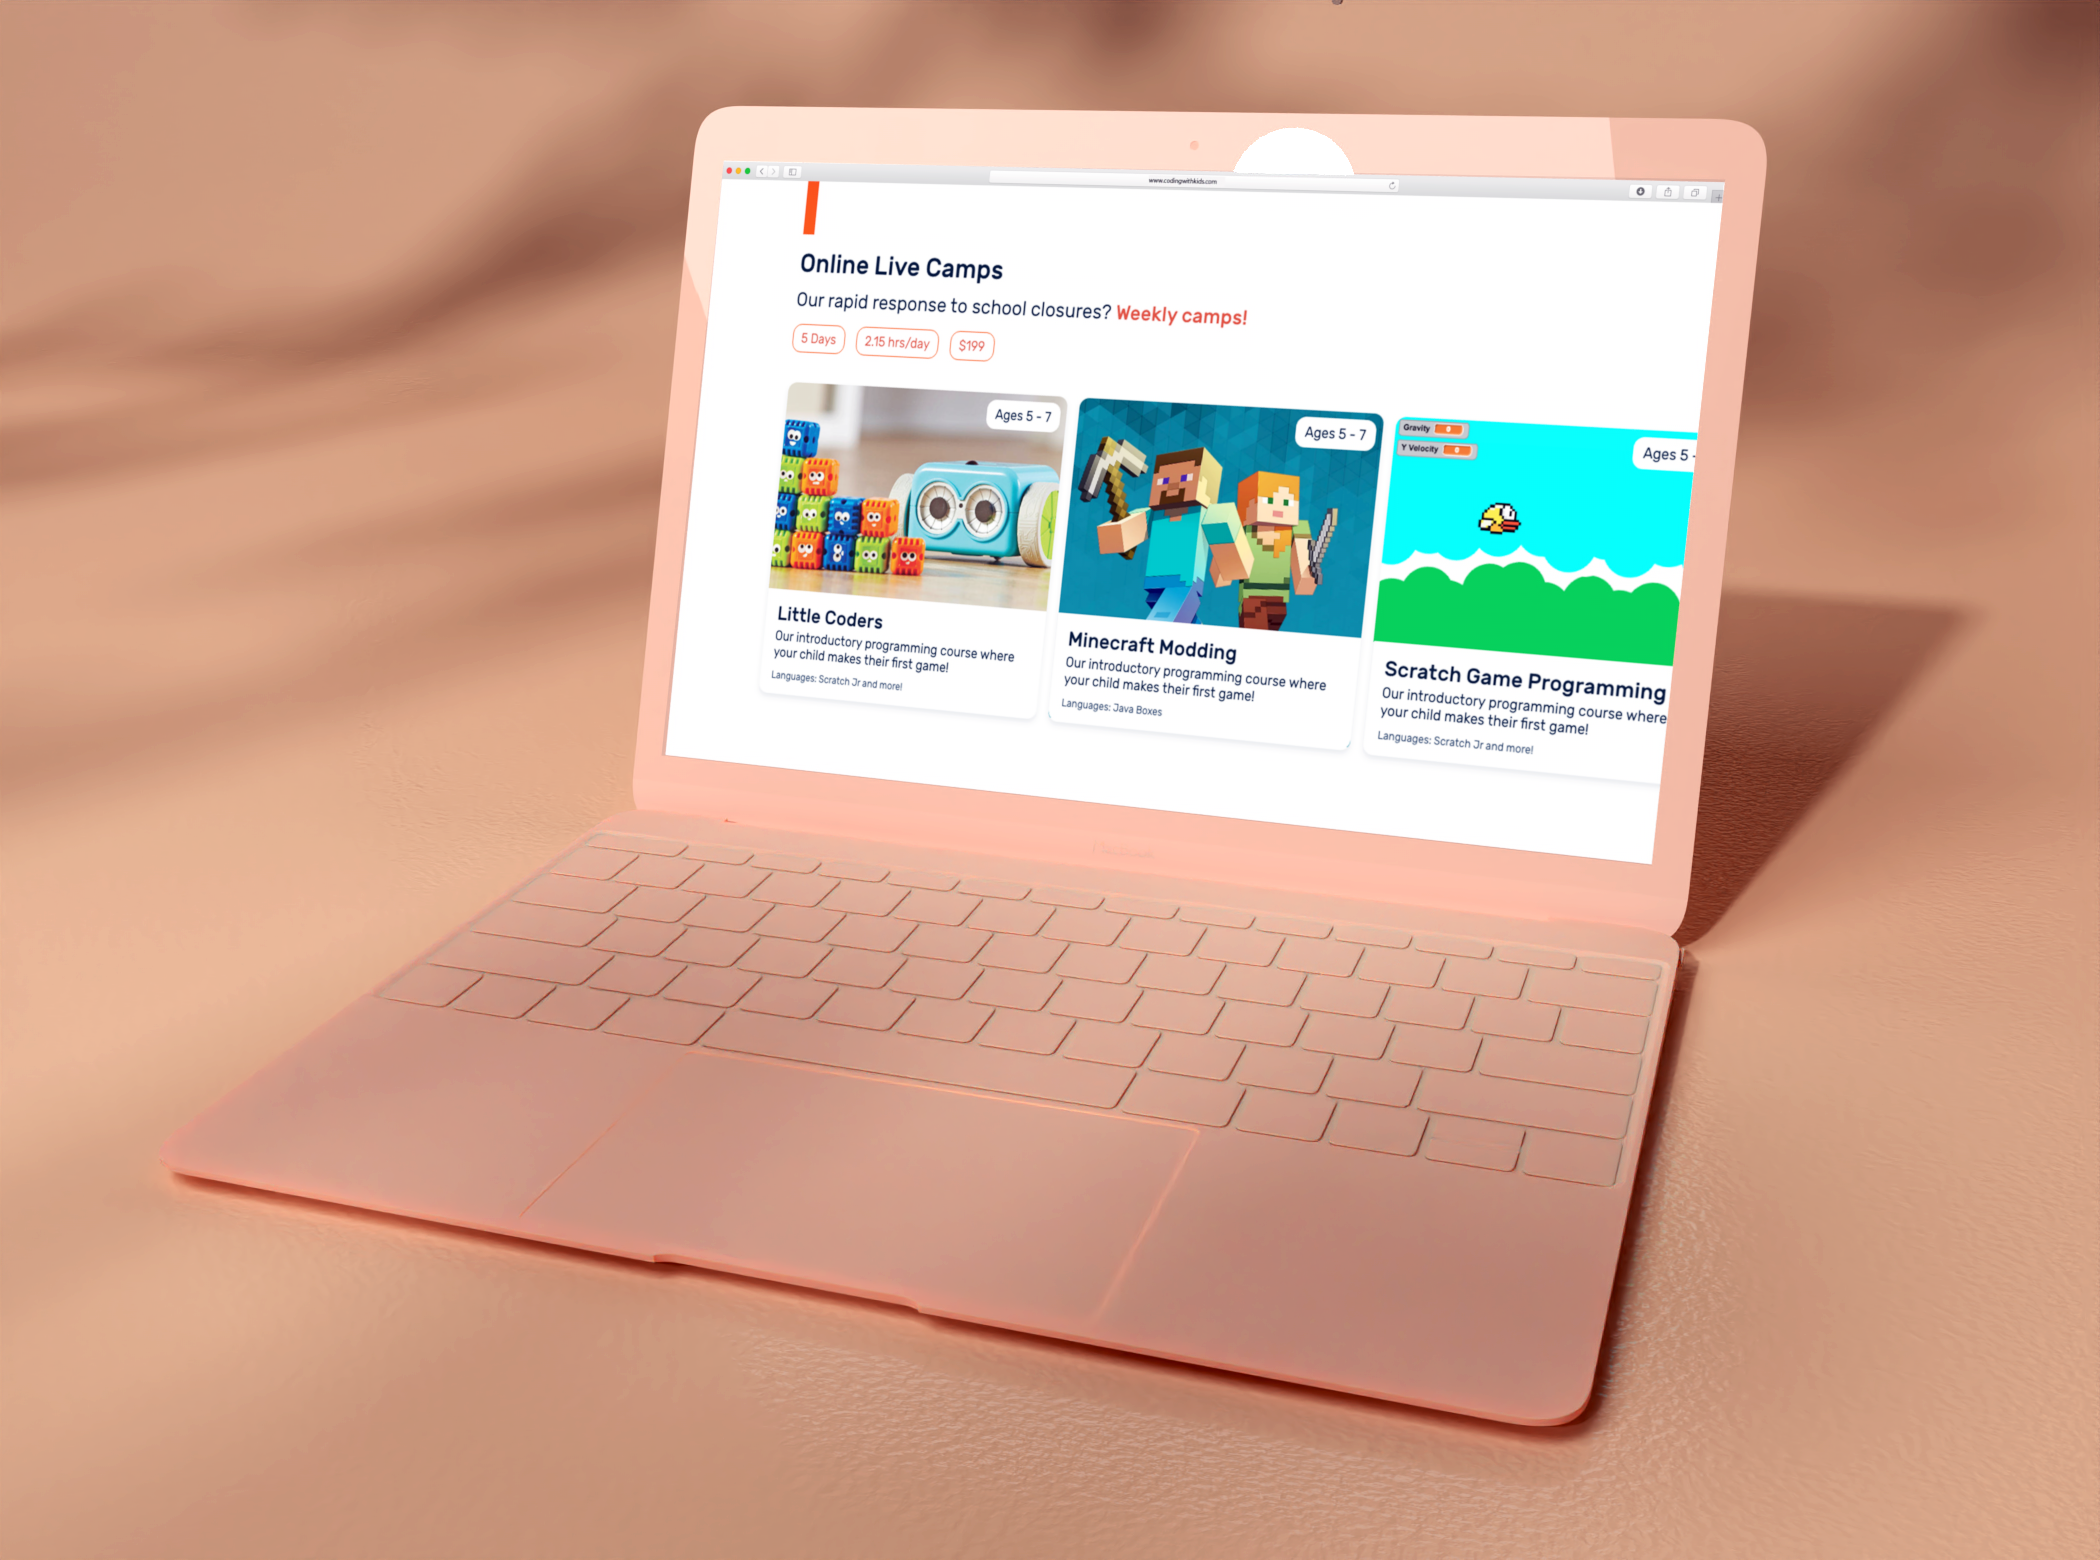 www.codingwithkids.com
Online Live Camps
Our rapid response to school closures? Weekly camps!
5 Days
2.15 hrs/day
$199
Ages 5 - 7
Little Coders
Our introductory programming course where
your child makes their first game!
Languages: Scratch Jr and more!
Ages 5 - 7
Minecraft Modding
Our introductory programming course where
your child makes their first game!
Languages: Java Boxes
Gravity 0
Y Velocity 0
Ages 5 -
Scratch Game Programming
Our introductory programming course where
your child makes their first game!
Languages: Scratch Jr and more!